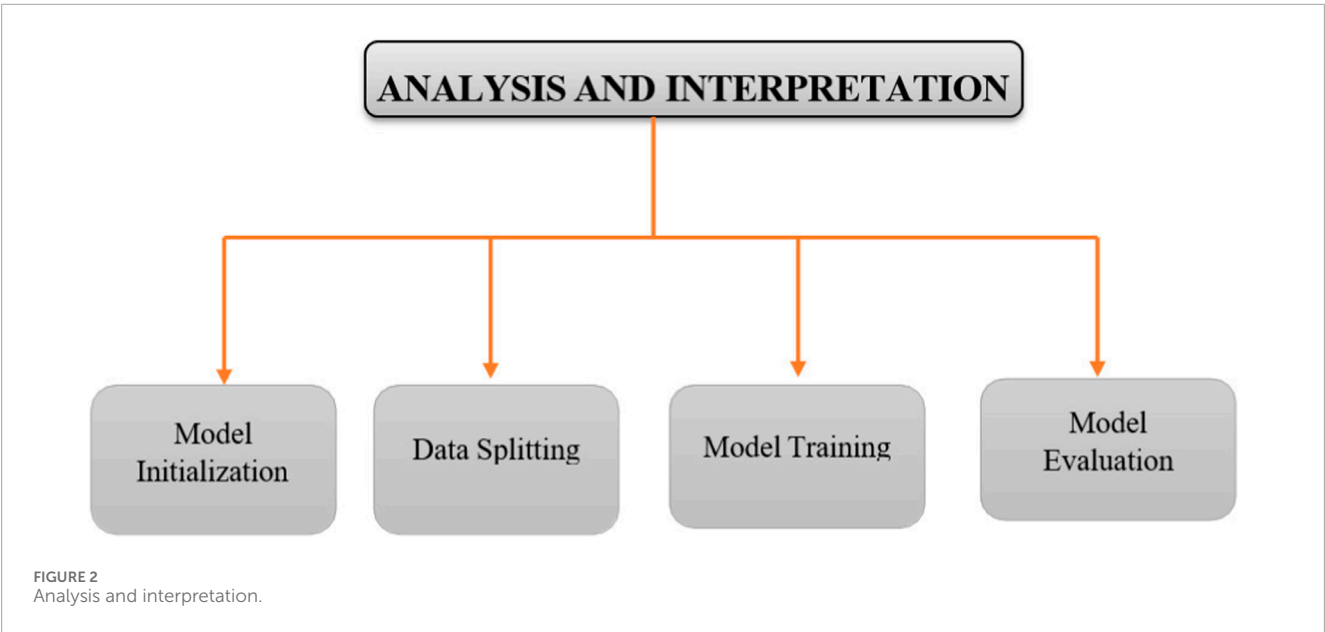 ANALYSIS AND INTERPRETATION
Model
Initialization
Data Splitting
Model Training
Model
Evaluation
FIGURE 2
Analysis and interpretation.